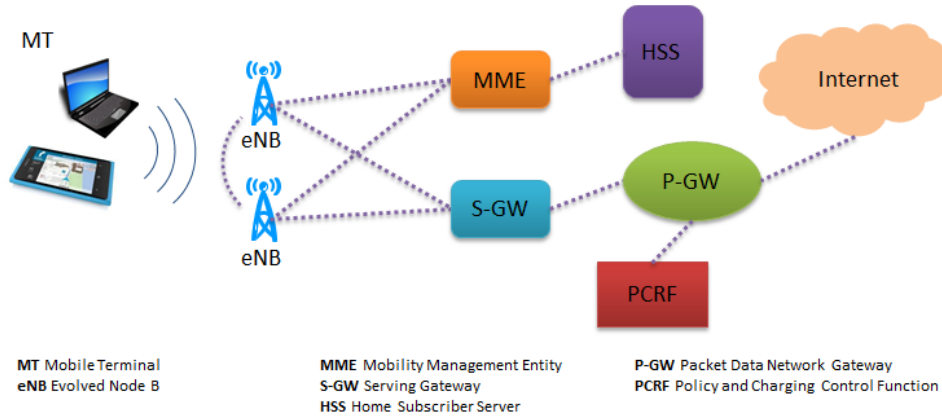 MT
HSS
MME
Internet
eNB
P-GW
S-GW
eNB
PCRF
MT Mobile Terminal
eNB Evolved Node B
MME Mobility Management Entity
S-GW Serving Gateway
HSS Home Subscriber Server
P-GW Packet Data Network Gateway
PCRF Policy and Charging Control Function